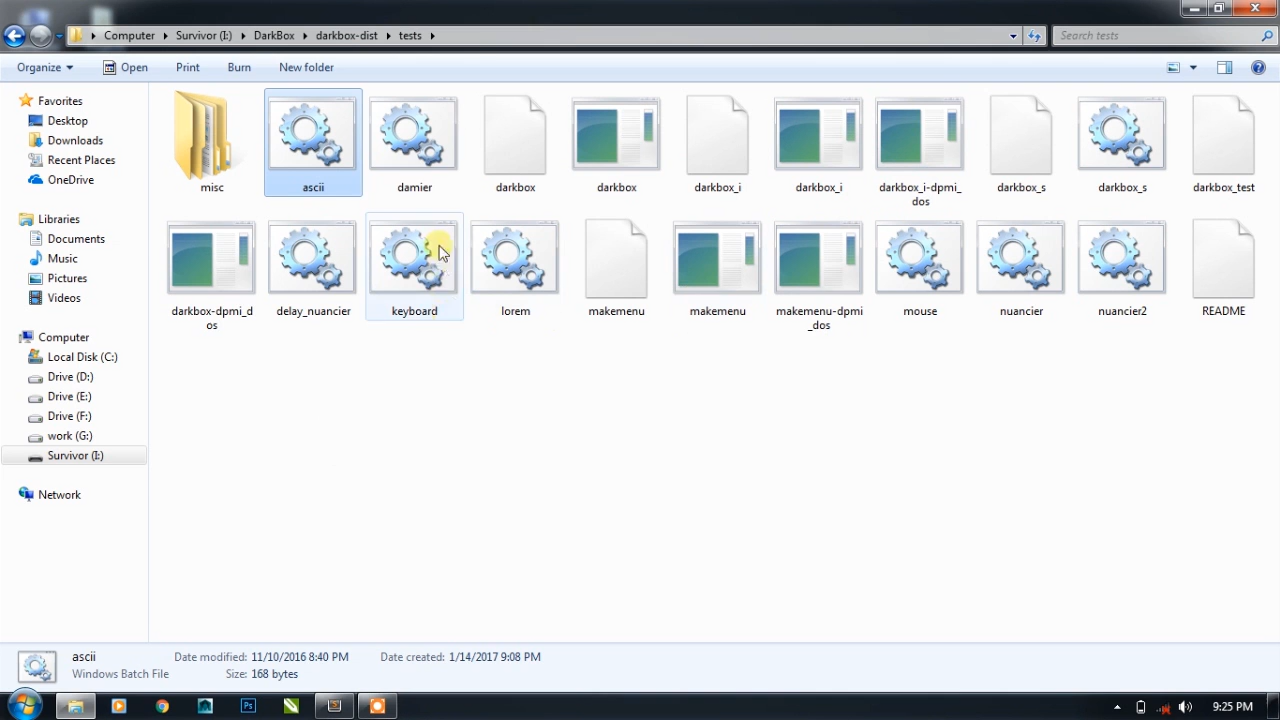 Computer Survivor (I:) DarkBox darkbox-dist tests
Search tests
Organize Open Print Burn New folder
Favorites
Desktop
Downloads
Recent Places
OneDrive
Libraries
Documents
Music
Pictures
Videos
Computer
Local Disk (C:)
Drive (D:)
Drive (E:)
Drive (F:)
work (G:)
Survivor (I:)
Network
misc ascii damier darkbox darkbox darkbox_i darkbox_i darkbox_i-dpmi_ darkbox_s darkbox_s darkbox_test
dos
darkbox-dpmi_d delay_nuancier keyboard lorem makemenu makemenu makemenu-dpmi mouse nuancier nuancier2 README
os _dos
ascii Date modified: 11/10/2016 8:40 PM Date created: 1/14/2017 9:08 PM
Windows Batch File Size: 168 bytes
Ps 9:25 PM